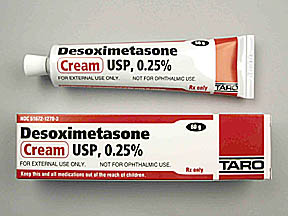 Desoximetasone
60 g
Cream USP, 0.25%
FOR EXTERNAL USE ONLY. NOT FOR OPHTHALMIC USE.
Rx only
TARO
NDC 51672-1270-3
Desoximetasone
60 g
Cream USP, 0.25%
FOR EXTERNAL USE ONLY. NOT FOR OPHTHALMIC USE.
Keep this and all medications out of the reach of children.
Rx only
TARO